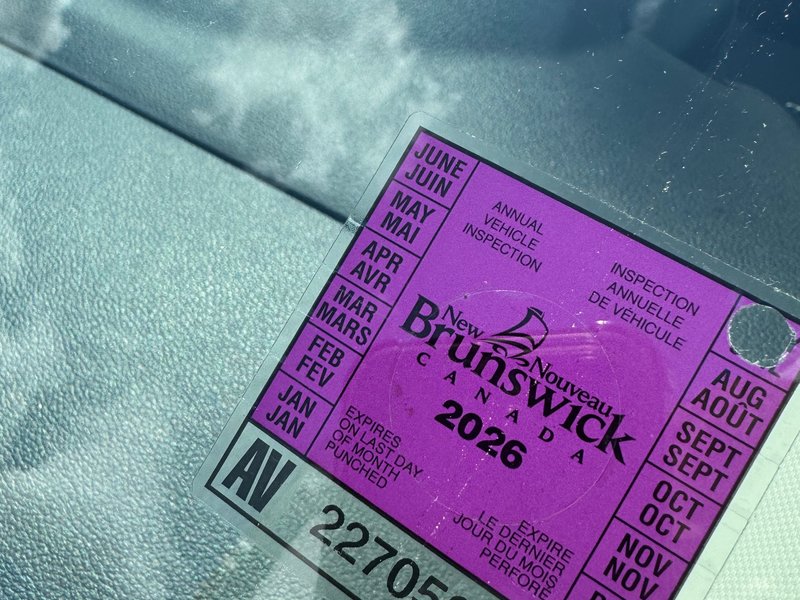 JUNE
JUIN
MAY
MAI
APR
AVR
MAR
MARS
FEB
FEV
JAN
JAN
ANNUAL
VEHICLE
INSPECTION
INSPECTION
ANNUELLE
DE VÉHICULE
New
Brunswick
Nouveau
CANADA
2026
EXPIRES
ON LAST DAY
OF MONTH
PUNCHED
EXPIRE
LE DERNIER
JOUR DU MOIS
PERFORÉ
AUG
AOÛT
SEPT
SEPT
OCT
OCT
NOV
NOV
AV